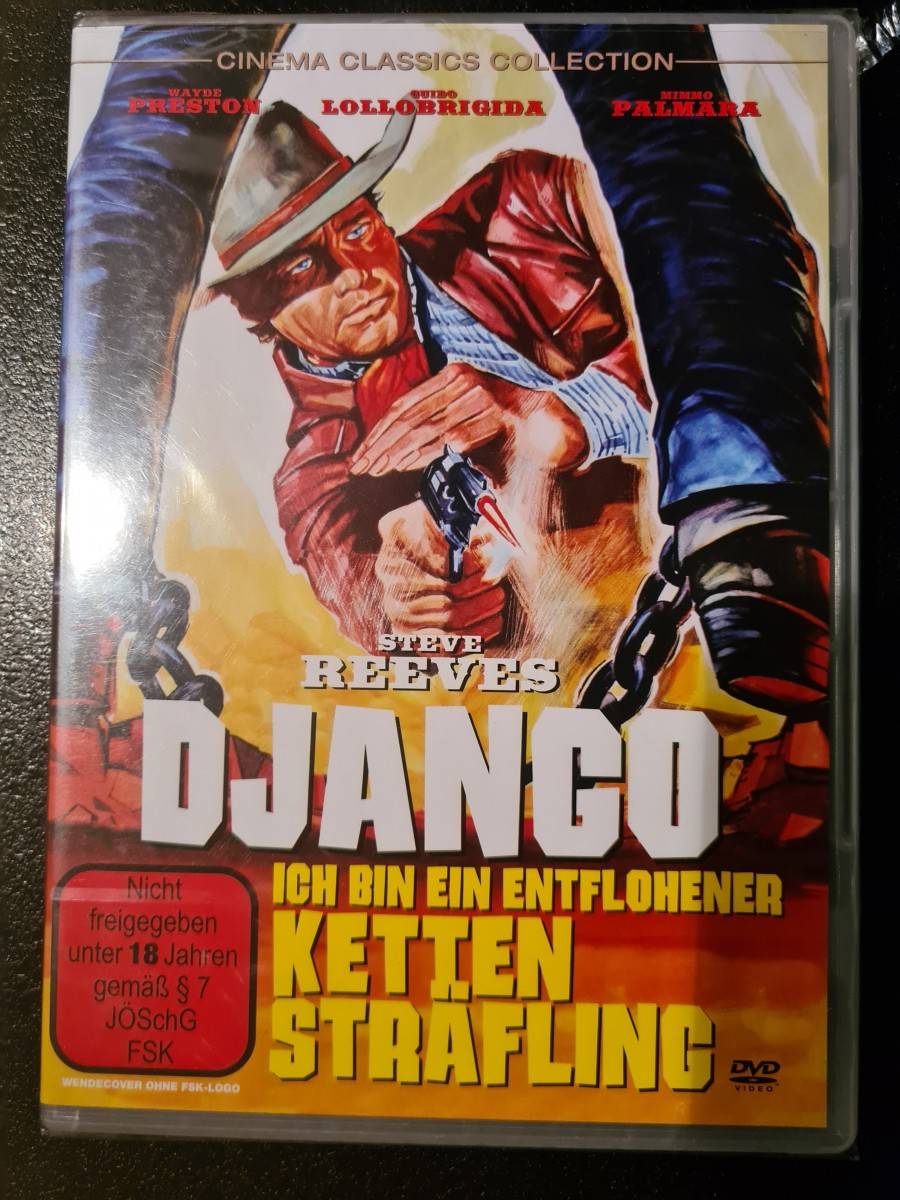 CINEMA CLASSICS COLLECTION
WAYDE PRESTON
GUIDO LOLLOBRIGIDA
MIMMO PALMARA
STEVE
REEVES
DJANGO
ICH BIN EIN ENTFLOHENER
KETTEN
STRÄFLING
Nicht
freigegeben
unter 18 Jahren
gemäß § 7
JÖSchG
FSK
WENDECOVER OHNE FSK-LOGO
DVD
VIDEO